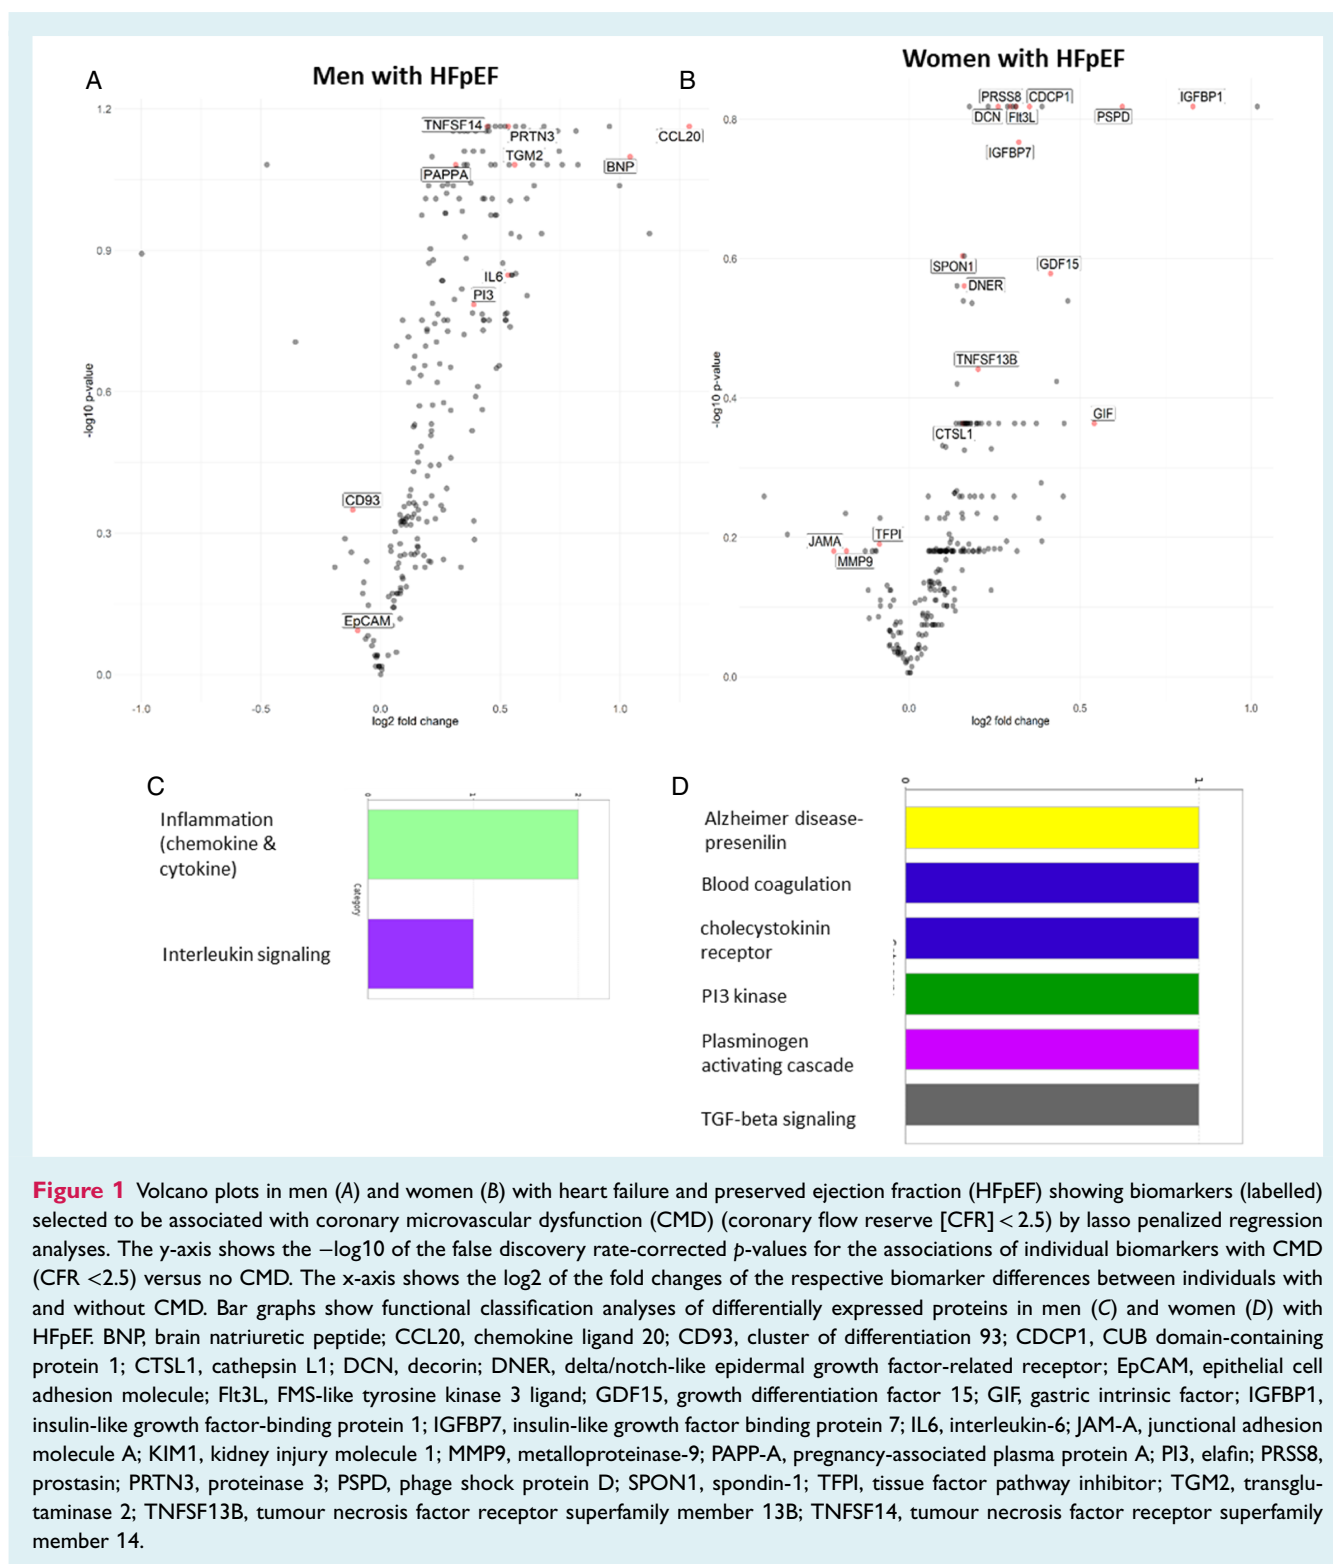 A
Men with HFpEF
B
Women with HFpEF
1.2
0.9
0.6
0.3
0.0
-log10 p-value
TNFSF14
PRTN3
CCL20
TGM2
BNP
PAPPA
IL6
PI3
CD93
EpCAM
-1.0
-0.5
0.0
0.5
1.0
log2 fold change
0.8
0.6
0.4
0.2
0.0
-log10 p-value
PRSS8
CDCP1
IGFBP1
DCN
Flt3L
PSPD
IGFBP7
SPON1
GDF15
DNER
TNFSF13B
GIF
CTSL1
JAMA
TFPI
MMP9
0.0
0.5
1.0
log2 fold change
C
0
1
2
Inflammation
(chemokine &
cytokine)
Category
Interleukin signaling
D
0
1
Alzheimer disease-
presenilin
Blood coagulation
cholecystokinin
receptor
PI3 kinase
Plasminogen
activating cascade
TGF-beta signaling
Figure 1 Volcano plots in men (A) and women (B) with heart failure and preserved ejection fraction (HFpEF) showing biomarkers (labelled)
selected to be associated with coronary microvascular dysfunction (CMD) (coronary flow reserve [CFR] < 2.5) by lasso penalized regression
analyses. The y-axis shows the −log10 of the false discovery rate-corrected p-values for the associations of individual biomarkers with CMD
(CFR <2.5) versus no CMD. The x-axis shows the log2 of the fold changes of the respective biomarker differences between individuals with
and without CMD. Bar graphs show functional classification analyses of differentially expressed proteins in men (C) and women (D) with
HFpEF. BNP, brain natriuretic peptide; CCL20, chemokine ligand 20; CD93, cluster of differentiation 93; CDCP1, CUB domain-containing
protein 1; CTSL1, cathepsin L1; DCN, decorin; DNER, delta/notch-like epidermal growth factor-related receptor; EpCAM, epithelial cell
adhesion molecule; Flt3L, FMS-like tyrosine kinase 3 ligand; GDF15, growth differentiation factor 15; GIF, gastric intrinsic factor; IGFBP1,
insulin-like growth factor-binding protein 1; IGFBP7, insulin-like growth factor binding protein 7; IL6, interleukin-6; JAM-A, junctional adhesion
molecule A; KIM1, kidney injury molecule 1; MMP9, metalloproteinase-9; PAPP-A, pregnancy-associated plasma protein A; PI3, elafin; PRSS8,
prostasin; PRTN3, proteinase 3; PSPD, phage shock protein D; SPON1, spondin-1; TFPI, tissue factor pathway inhibitor; TGM2, transglu-
taminase 2; TNFSF13B, tumour necrosis factor receptor superfamily member 13B; TNFSF14, tumour necrosis factor receptor superfamily
member 14.